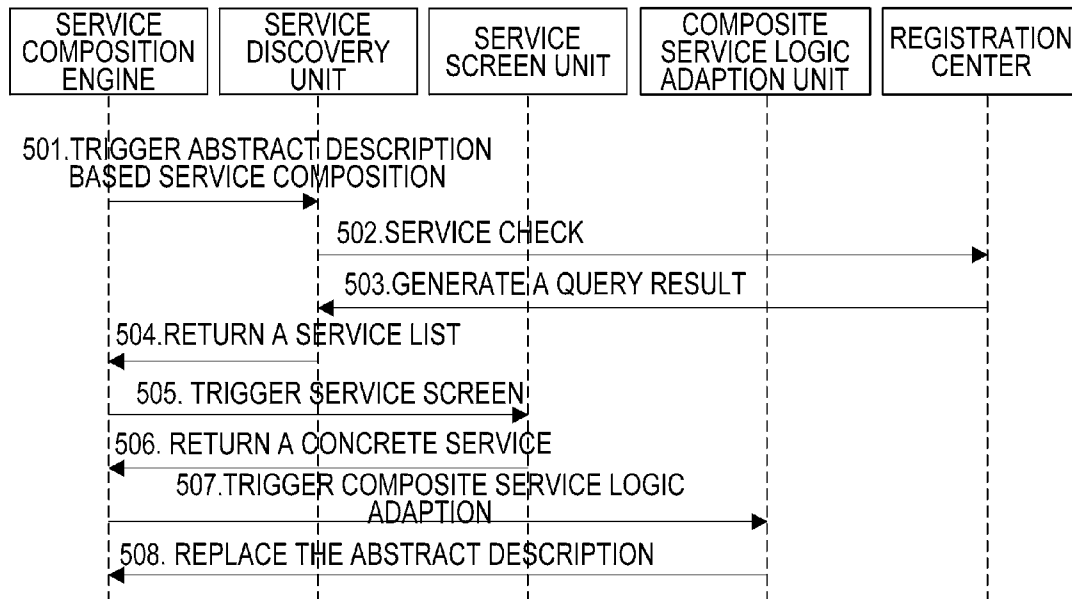 SERVICE
COMPOSITION
ENGINE
SERVICE
DISCOVERY
UNIT
SERVICE
SCREEN UNIT
COMPOSITE
SERVICE LOGIC
ADAPTION UNIT
REGISTRATION
CENTER
501.TRIGGER ABSTRACT DESCRIPTION
BASED SERVICE COMPOSITION
502.SERVICE CHECK
503.GENERATE A QUERY RESULT
504.RETURN A SERVICE LIST
505. TRIGGER SERVICE SCREEN
506. RETURN A CONCRETE SERVICE
507.TRIGGER COMPOSITE SERVICE LOGIC
ADAPTION
508. REPLACE THE ABSTRACT DESCRIPTION